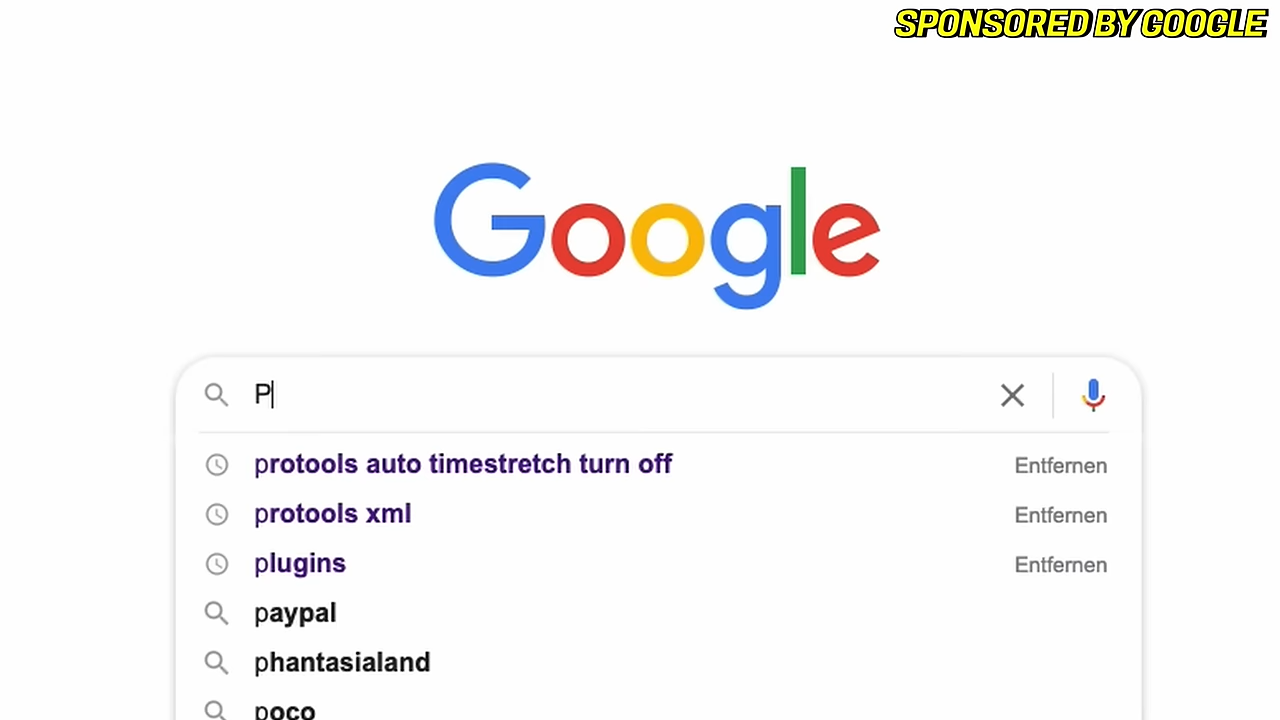 SPONSORED BY GOOGLE
Google
P
protools auto timestretch turn off Entfernen
protools xml Entfernen
plugins Entfernen
paypal
phantasialand
poco